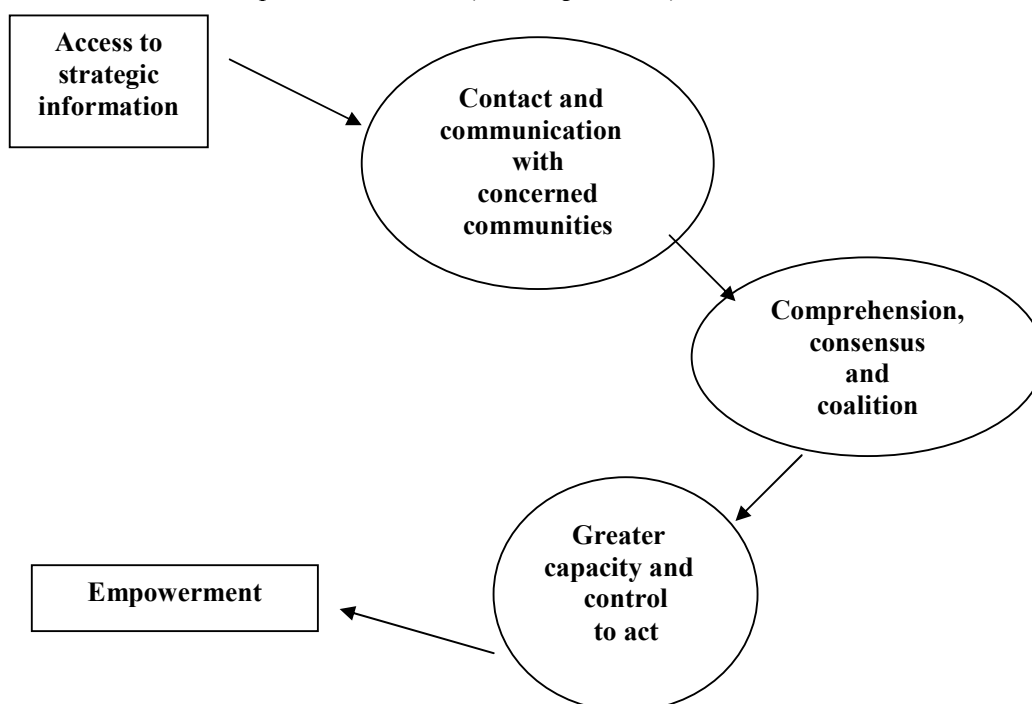 Access to
strategic
information
Contact and
communication
with
concerned
communities
Comprehension,
consensus
and
coalition
Greater
capacity and
control
to act
Empowerment